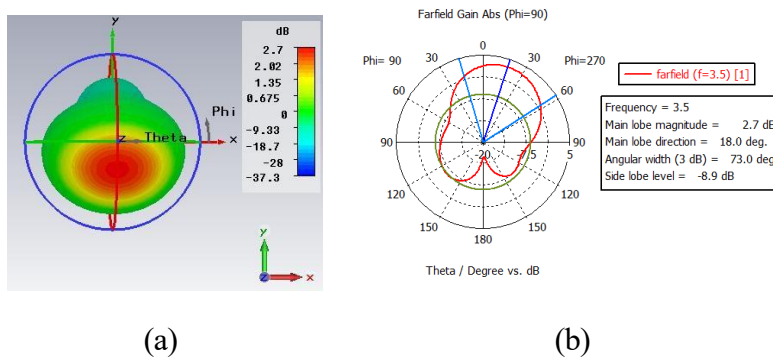 y
dB
2.7
2.02
1.35
0.675
0
-9.33
-18.7
-28
-37.3
Phi
z Theta x
y
z x
(a)
Farfield Gain Abs (Phi=90)
0
30 30
Phi= 90 Phi=270
60 60
90 -20 -5 5 90
120 120
150 150
180
Theta / Degree vs. dB
farfield (f=3.5) [1]
Frequency = 3.5
Main lobe magnitude = 2.7 dB
Main lobe direction = 18.0 deg.
Angular width (3 dB) = 73.0 deg
Side lobe level = -8.9 dB
(b)